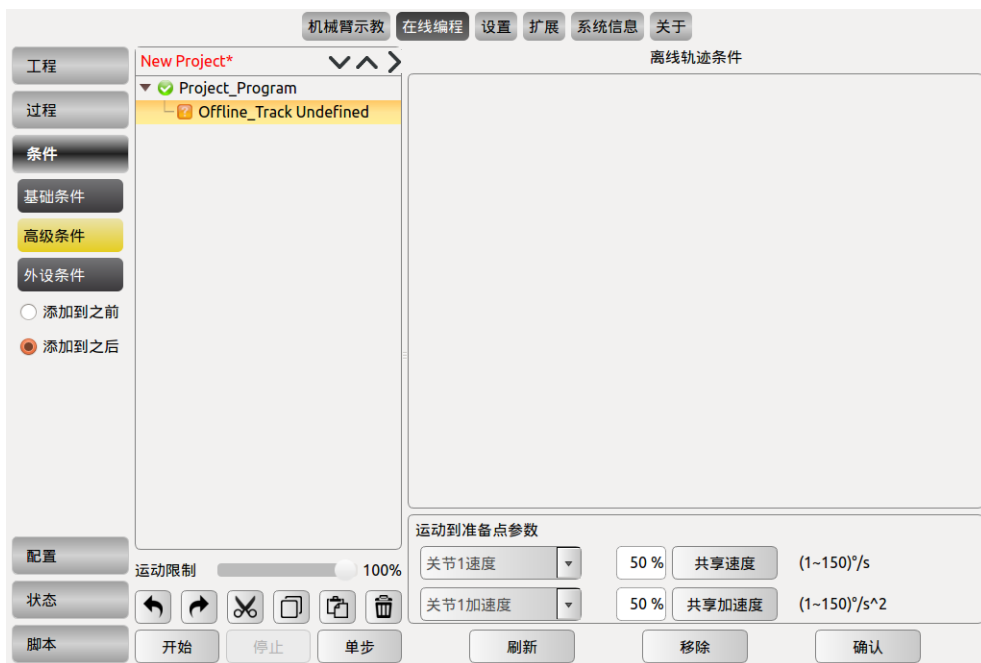 机械臂示教 在线编程 设置 扩展 系统信息 关于
工程
过程
条件
基础条件
高级条件
外设条件
添加到之前
添加到之后
配置
状态
脚本
New Project*
Project_Program
Offline_Track Undefined
运动限制 100%
开始 停止 单步
离线轨迹条件
运动到准备点参数
关节1速度 50 % 共享速度 (1~150)°/s
关节1加速度 50 % 共享加速度 (1~150)°/s^2
刷新 移除 确认